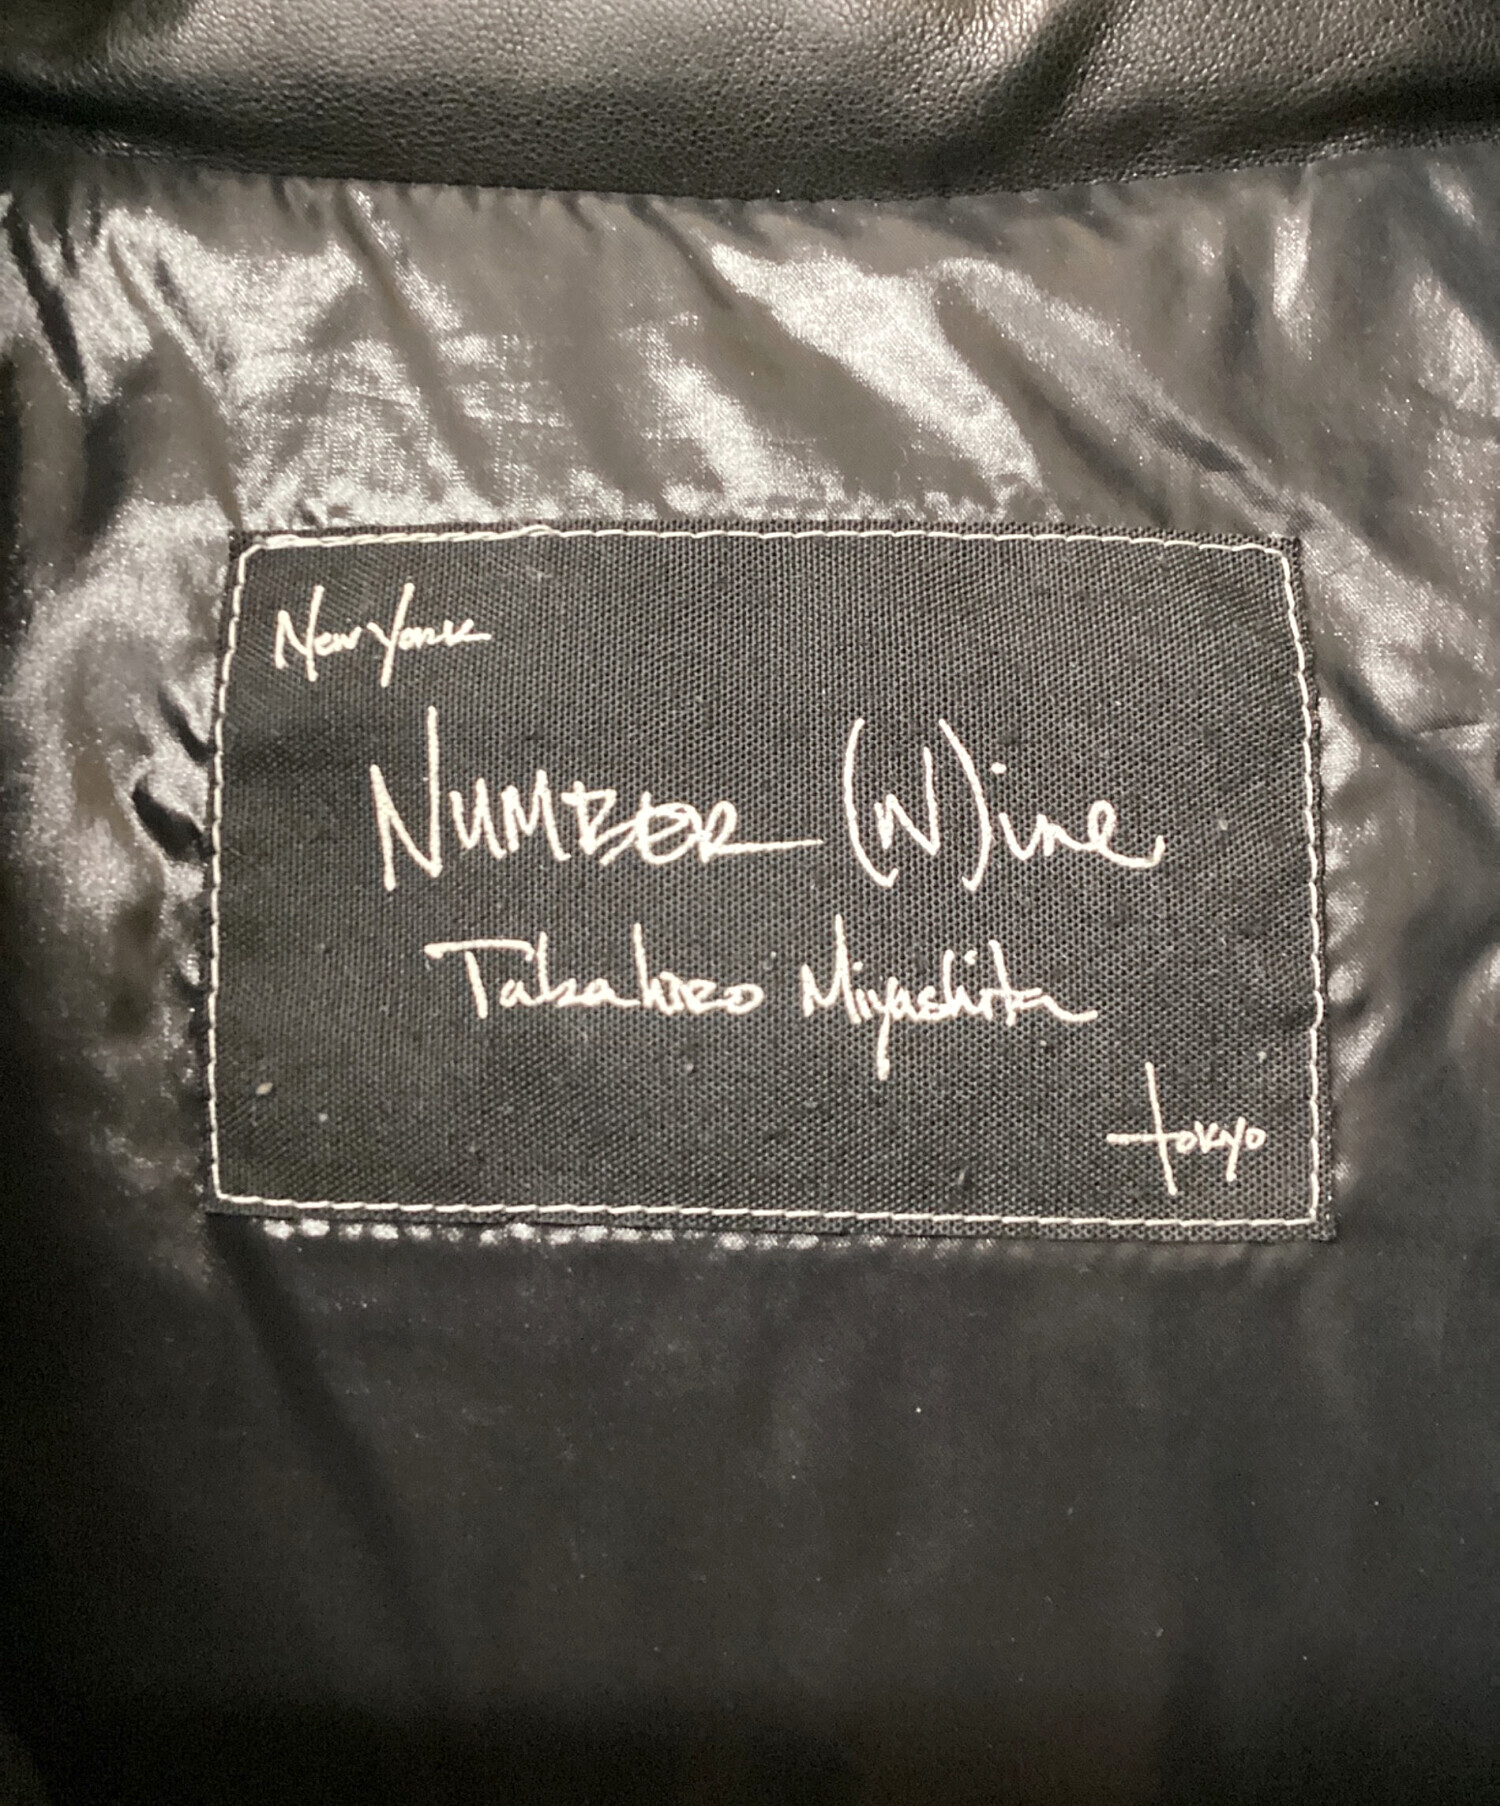 New York
NUMBER (N)ine
Takahiro Miyashita
tokyo